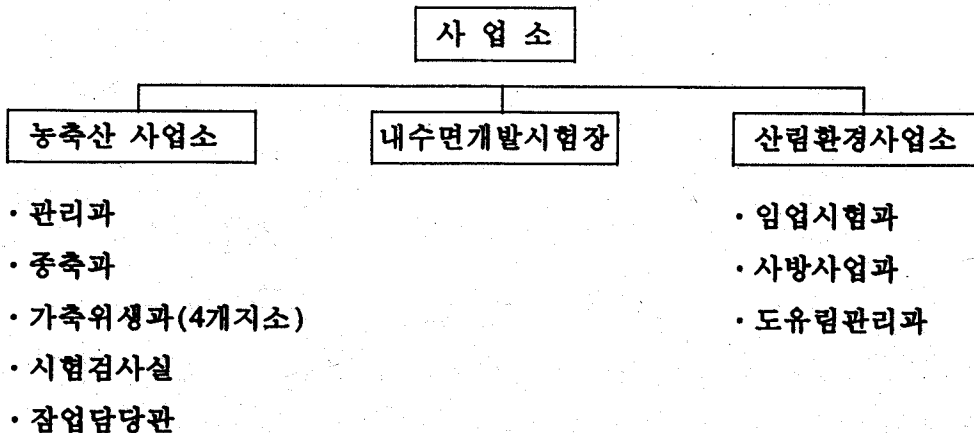 사 업 소
농축산 사업소 내수면개발시험장 산림환경사업소
· 관리과
· 종축과
· 가축위생과(4개지소)
· 시험검사실
· 잠업담당관
· 임업시험과
· 사방사업과
· 도유림관리과